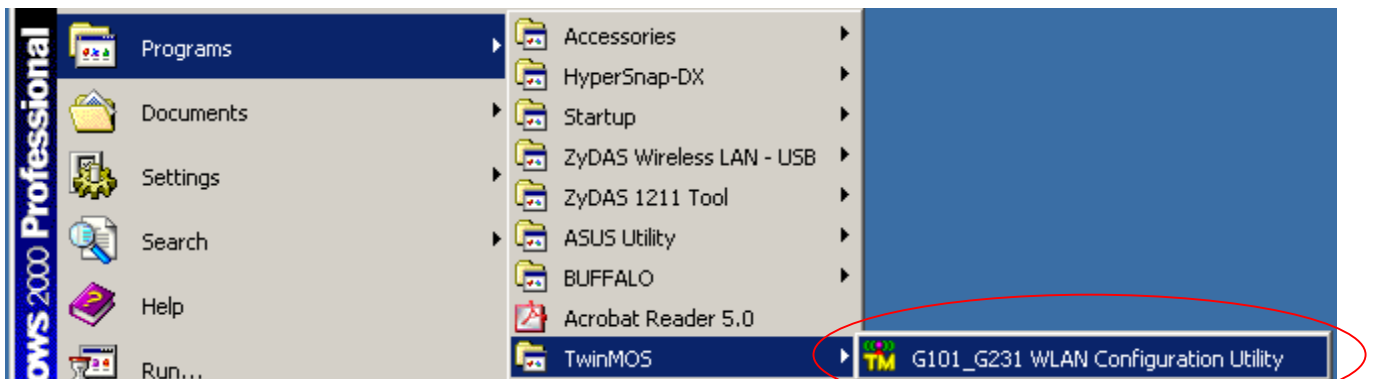 ows 2000 Professional
Programs
Documents
Settings
Search
Help
Run...
Accessories
HyperSnap-DX
Startup
ZyDAS Wireless LAN - USB
ZyDAS 1211 Tool
ASUS Utility
BUFFALO
Acrobat Reader 5.0
TwinMOS
TM G101_G231 WLAN Configuration Utility